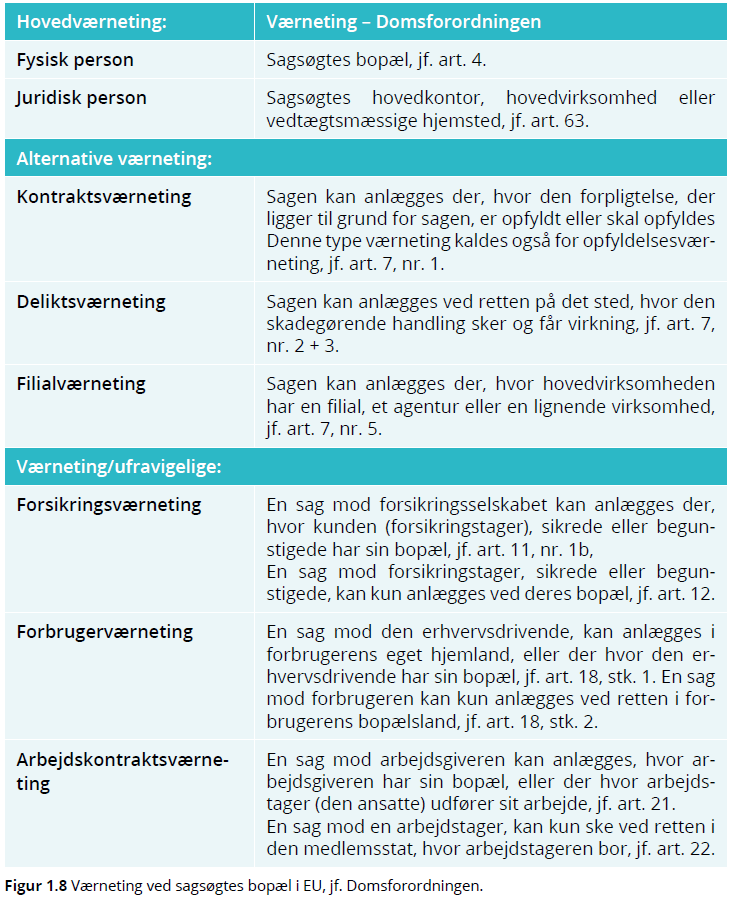 Hovedværneting: Værneting – Domsforordningen
Fysisk person Sagsøgtes bopæl, jf. art. 4.
Juridisk person Sagsøgtes hovedkontor, hovedvirksomhed eller
vedtægtsmæssige hjemsted, jf. art. 63.
Alternative værneting:
Kontraktsværneting Sagen kan anlægges der, hvor den forpligtelse, der
ligger til grund for sagen, er opfyldt eller skal opfyldes
Denne type værneting kaldes også for opfyldelsesvær-
neting, jf. art. 7, nr. 1.
Deliktsværneting Sagen kan anlægges ved retten på det sted, hvor den
skadegørende handling sker og får virkning, jf. art. 7,
nr. 2 + 3.
Filialværneting Sagen kan anlægges der, hvor hovedvirksomheden
har en filial, et agentur eller en lignende virksomhed,
jf. art. 7, nr. 5.
Værneting/ufravigelige:
Forsikringsværneting En sag mod forsikringsselskabet kan anlægges der,
hvor kunden (forsikringstager), sikrede eller begun-
stigede har sin bopæl, jf. art. 11, nr. 1b,
En sag mod forsikringstager, sikrede eller begun-
stigede, kan kun anlægges ved deres bopæl, jf. art. 12.
Forbrugerværneting En sag mod den erhvervsdrivende, kan anlægges i
forbrugerens eget hjemland, eller der hvor den er-
hvervsdrivende har sin bopæl, jf. art. 18, stk. 1. En sag
mod forbrugeren kan kun anlægges ved retten i for-
brugerens bopælsland, jf. art. 18, stk. 2.
Arbejdskontraktsværne- En sag mod arbejdsgiveren kan anlægges, hvor ar-
ting bejdsgiveren har sin bopæl, eller der hvor arbejds-
tager (den ansatte) udfører sit arbejde, jf. art. 21.
En sag mod en arbejdstager, kan kun ske ved retten i
den medlemsstat, hvor arbejdstageren bor, jf. art. 22.
Figur 1.8 Værneting ved sagsøgtes bopæl i EU, jf. Domsforordningen.